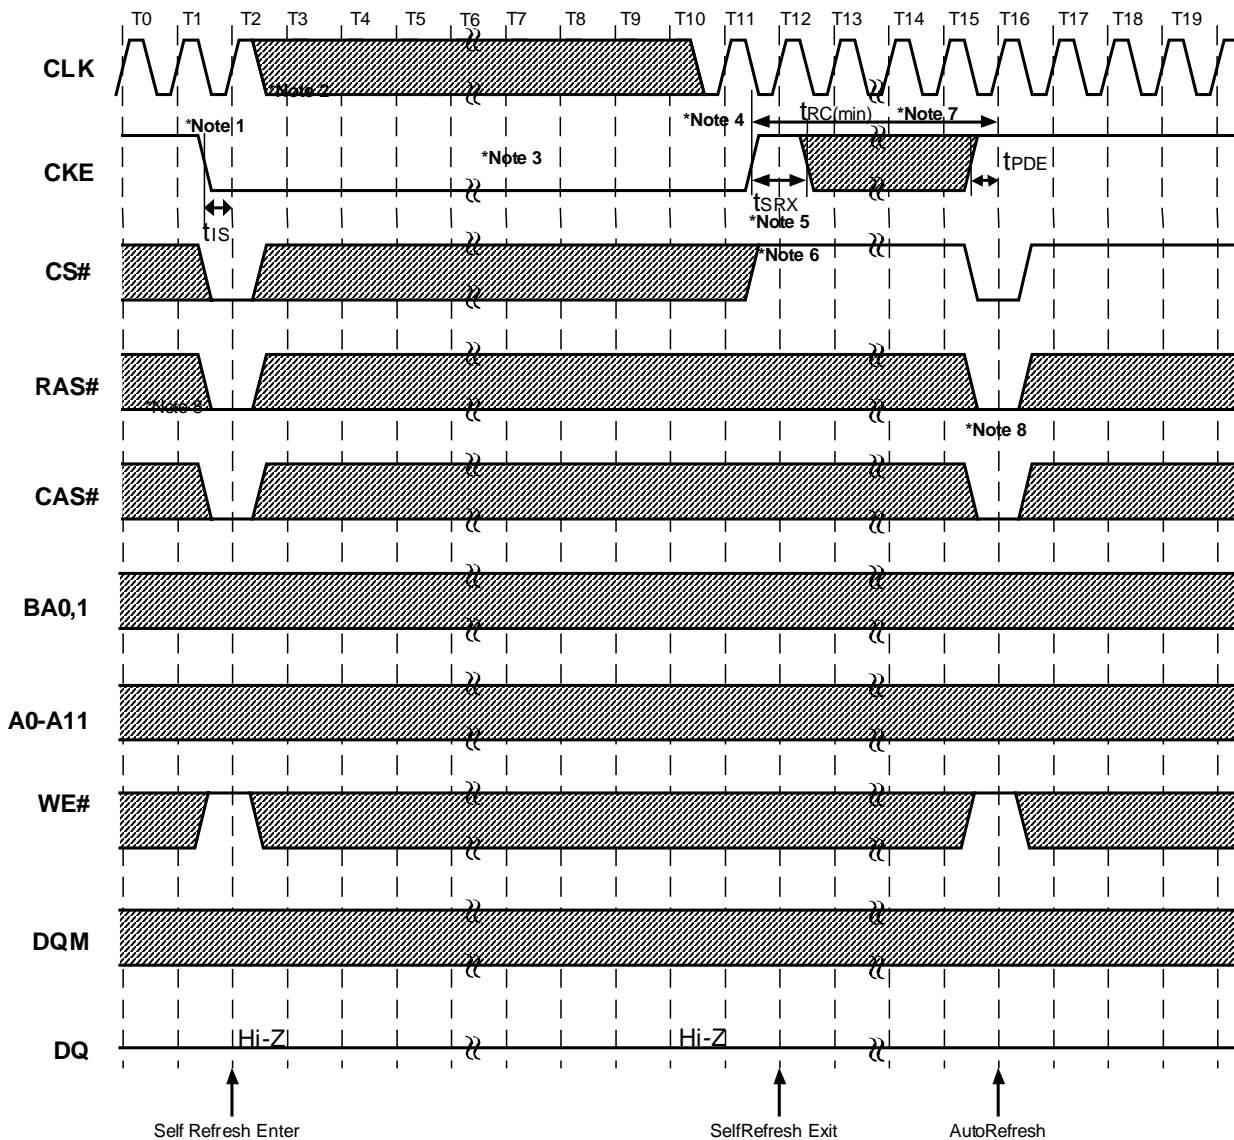 T0 T1 T2 T3 T4 T5 T6 T7 T8 T9 T10 T11 T12 T13 T14 T15 T16 T17 T18 T19
CLK
*Note 2
*Note 1
*Note 4
tRC(min)
*Note 7
CKE
*Note 3
tPDE
tIS
tSRX
*Note 5
CS#
*Note 6
RAS#
*Note 8
*Note 8
CAS#
BA0,1
A0-A11
WE#
DQM
DQ
Hi-Z
Hi-Z
Self Refresh Enter
SelfRefresh Exit
AutoRefresh